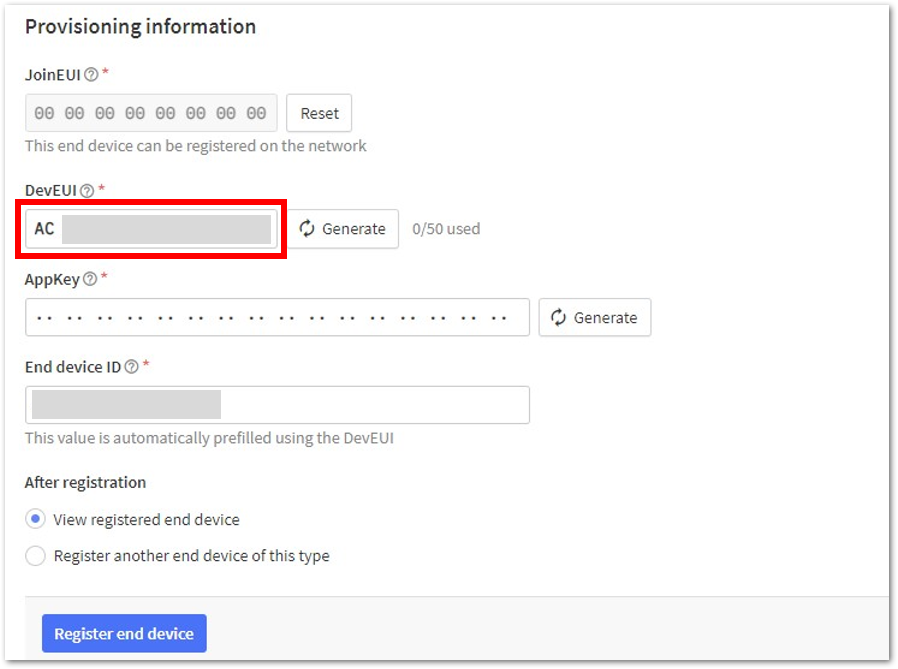 Provisioning information
JoinEUI *
00 00 00 00 00 00 00 00 Reset
This end device can be registered on the network
DevEUI *
AC Generate 0/50 used
AppKey *
·· ·· ·· ·· ·· ·· ·· ·· ·· ·· ·· ·· ·· ·· ·· ·· Generate
End device ID *
This value is automatically prefilled using the DevEUI
After registration
View registered end device
Register another end device of this type
Register end device